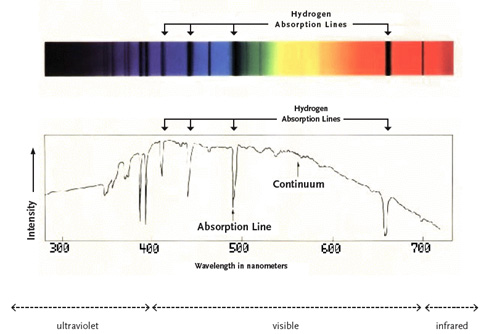 Hydrogen
Absorption Lines
Hydrogen
Absorption Lines
Intensity
Continuum
Absorption Line
300 400 500 600 700
Wavelength in nanometers
ultraviolet visible infrared